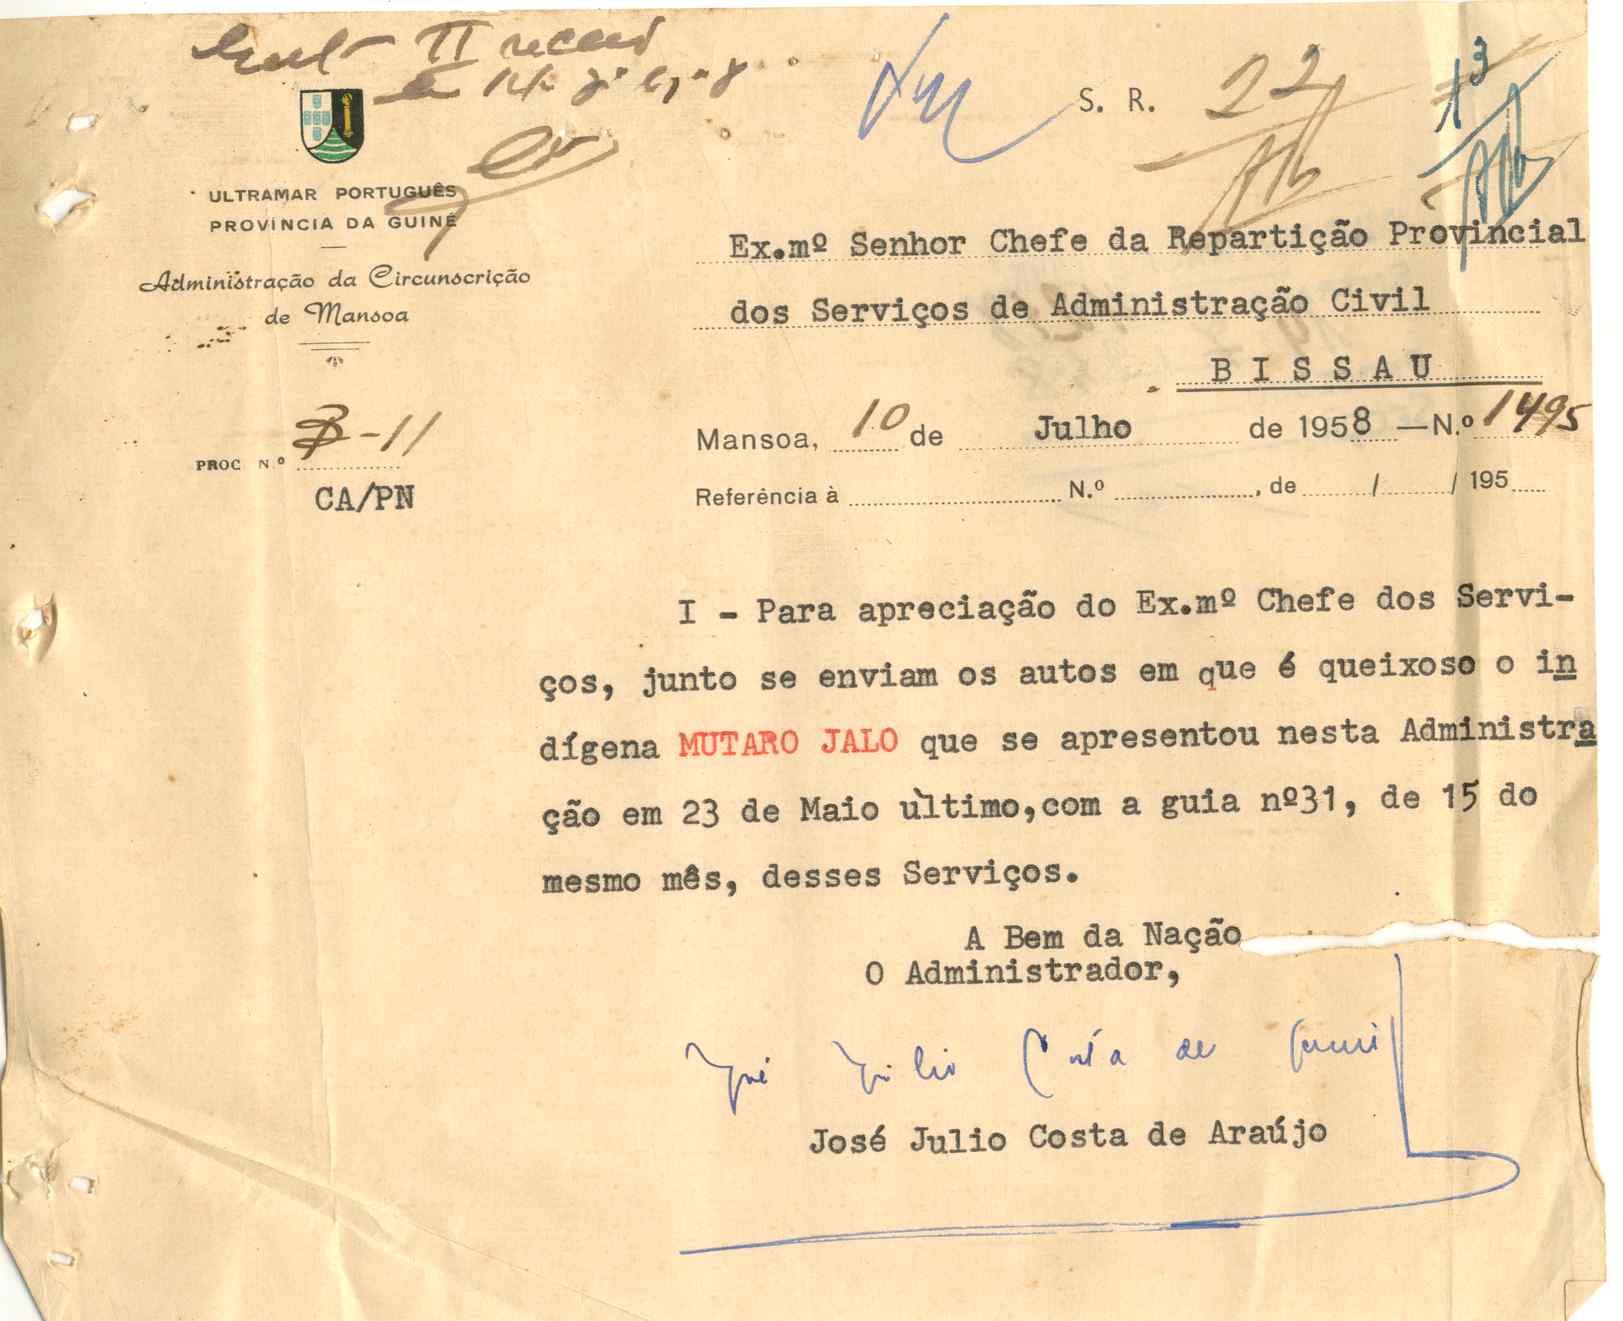 S. R. 22 13
ULTRAMAR PORTUGUÊS
PROVÍNCIA DA GUINÉ
Administração da Circunscrição
de Mansoa
Ex.mº Senhor Chefe da Repartição Provincial
dos Serviços de Administração Civil
BISSAU
PROC N.º B-11
CA/PN
Mansoa, 10 de Julho de 1958 — N.º 1495
Referência à N.º , de / / 195
I - Para apreciação do Ex.mº Chefe dos Servi-
ços, junto se enviam os autos em que é queixoso o in
dígena MUTARO JALO que se apresentou nesta Administra
ção em 23 de Maio ùltimo,com a guia nº31, de 15 do
mesmo mês, desses Serviços.
A Bem da Nação
O Administrador,
José Julio Costa de Araújo